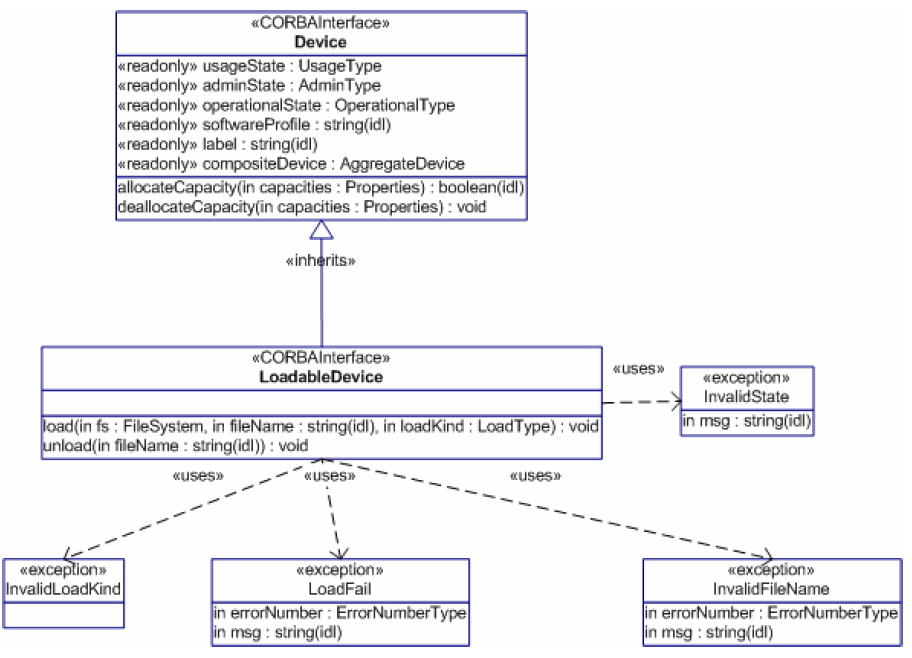 «CORBAInterface»
Device
«readonly» usageState : UsageType
«readonly» adminState : AdminType
«readonly» operationalState : OperationalType
«readonly» softwareProfile : string(idl)
«readonly» label : string(idl)
«readonly» compositeDevice : AggregateDevice
allocateCapacity(in capacities : Properties) : boolean(idl)
deallocateCapacity(in capacities : Properties) : void
«inherits»
«CORBAInterface»
LoadableDevice
load(in fs : FileSystem, in fileName : string(idl), in loadKind : LoadType) : void
unload(in fileName : string(idl)) : void
«uses»
«exception»
InvalidState
in msg : string(idl)
«uses»
«uses»
«uses»
«exception»
InvalidLoadKind
«exception»
LoadFail
in errorNumber : ErrorNumberType
in msg : string(idl)
«exception»
InvalidFileName
in errorNumber : ErrorNumberType
in msg : string(idl)